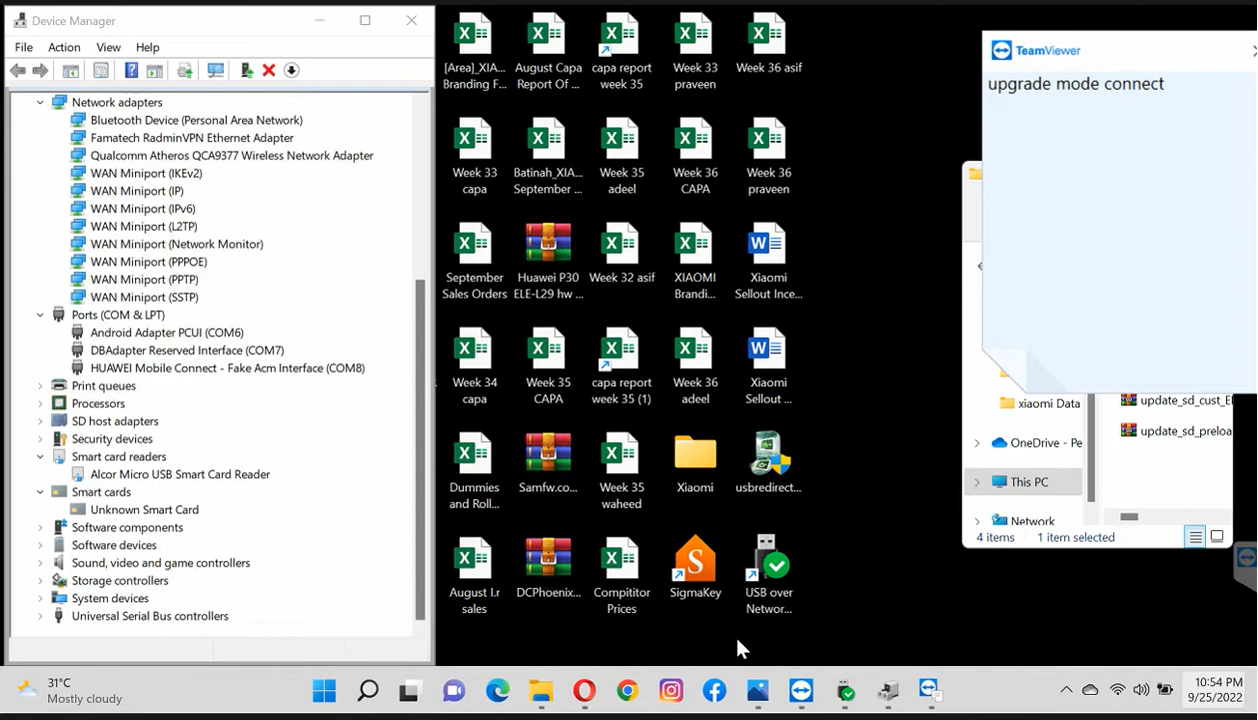 Device Manager
File Action View Help
Network adapters
Bluetooth Device (Personal Area Network)
Famatech RadminVPN Ethernet Adapter
Qualcomm Atheros QCA9377 Wireless Network Adapter
WAN Miniport (IKEv2)
WAN Miniport (IP)
WAN Miniport (IPv6)
WAN Miniport (L2TP)
WAN Miniport (Network Monitor)
WAN Miniport (PPPOE)
WAN Miniport (PPTP)
WAN Miniport (SSTP)
Ports (COM & LPT)
Android Adapter PCUI (COM6)
DBAdapter Reserved Interface (COM7)
HUAWEI Mobile Connect - Fake Acm Interface (COM8)
Print queues
Processors
SD host adapters
Security devices
Smart card readers
Alcor Micro USB Smart Card Reader
Smart cards
Unknown Smart Card
Software components
Software devices
Sound, video and game controllers
Storage controllers
System devices
Universal Serial Bus controllers
[Area]_XIA...
Branding F...
August Capa
Report Of ...
capa report
week 35
Week 33
praveen
Week 36 asif
Week 33
capa
Batinah_XIA...
September ...
Week 35
adeel
Week 36
CAPA
Week 36
praveen
September
Sales Orders
Huawei P30
ELE-L29 hw ...
Week 32 asif
XIAOMI
Brandi...
Xiaomi
Sellout Ince...
Week 34
capa
Week 35
CAPA
capa report
week 35 (1)
Week 36
adeel
Xiaomi
Sellout ...
Dummies
and Roll...
Samfw.co...
Week 35
waheed
Xiaomi
usbredirect...
August I.r
sales
DCPhoenix...
Compititor
Prices
SigmaKey
USB over
Networ...
TeamViewer
upgrade mode connect
xiaomi Data
OneDrive - Pe
This PC
Network
update_sd_cust_El
update_sd_preloa
4 items 1 item selected
31°C
Mostly cloudy
10:54 PM
9/25/2022